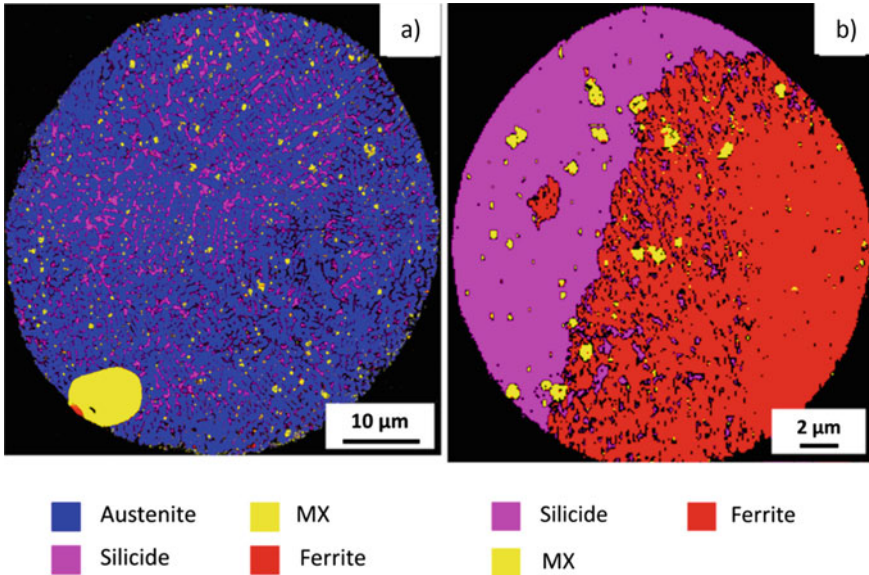 a)
b)
10 µm
2 µm
Austenite
MX
Silicide
Ferrite
Silicide
Ferrite
MX